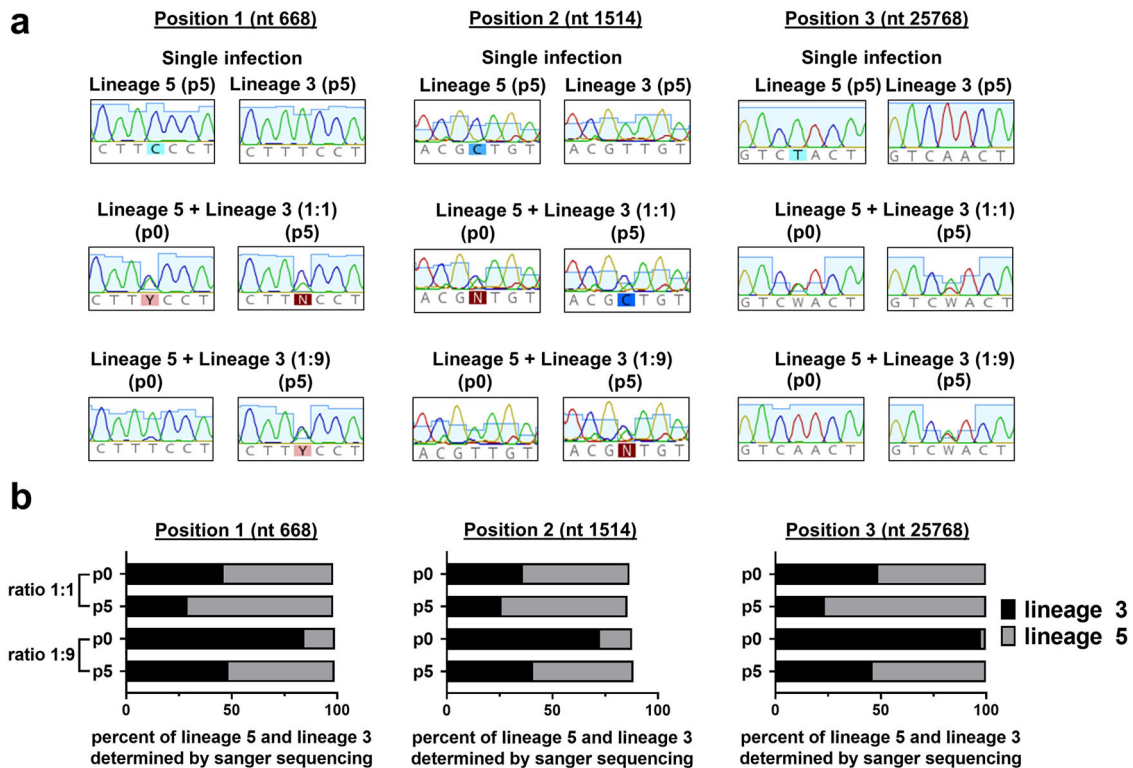 a
Position 1 (nt 668)
Position 2 (nt 1514)
Position 3 (nt 25768)
Single infection
Single infection
Single infection
Lineage 5 (p5)
Lineage 3 (p5)
Lineage 5 (p5)
Lineage 3 (p5)
Lineage 5 (p5)
Lineage 3 (p5)
C T T C C C T
C T T T C C T
A C G C T G T
A C G T T G T
G T C T A C T
G T C A A C T
Lineage 5 + Lineage 3 (1:1)
Lineage 5 + Lineage 3 (1:1)
Lineage 5 + Lineage 3 (1:1)
(p0)
(p5)
(p0)
(p5)
(p0)
(p5)
C T T Y C C T
C T T N C C T
A C G N T G T
A C G C T G T
G T C W A C T
G T C W A C T
Lineage 5 + Lineage 3 (1:9)
Lineage 5 + Lineage 3 (1:9)
Lineage 5 + Lineage 3 (1:9)
(p0)
(p5)
(p0)
(p5)
(p0)
(p5)
C T T T C C T
C T T Y C C T
A C G T T G T
A C G N T G T
G T C A A C T
G T C W A C T
b
Position 1 (nt 668)
Position 2 (nt 1514)
Position 3 (nt 25768)
ratio 1:1
p0
p5
ratio 1:9
p0
p5
0
50
100
percent of lineage 5 and lineage 3
determined by sanger sequencing
p0
p5
p0
p5
0
50
100
percent of lineage 5 and lineage 3
determined by sanger sequencing
p0
p5
p0
p5
0
50
100
percent of lineage 5 and lineage 3
determined by sanger sequencing
lineage 3
lineage 5